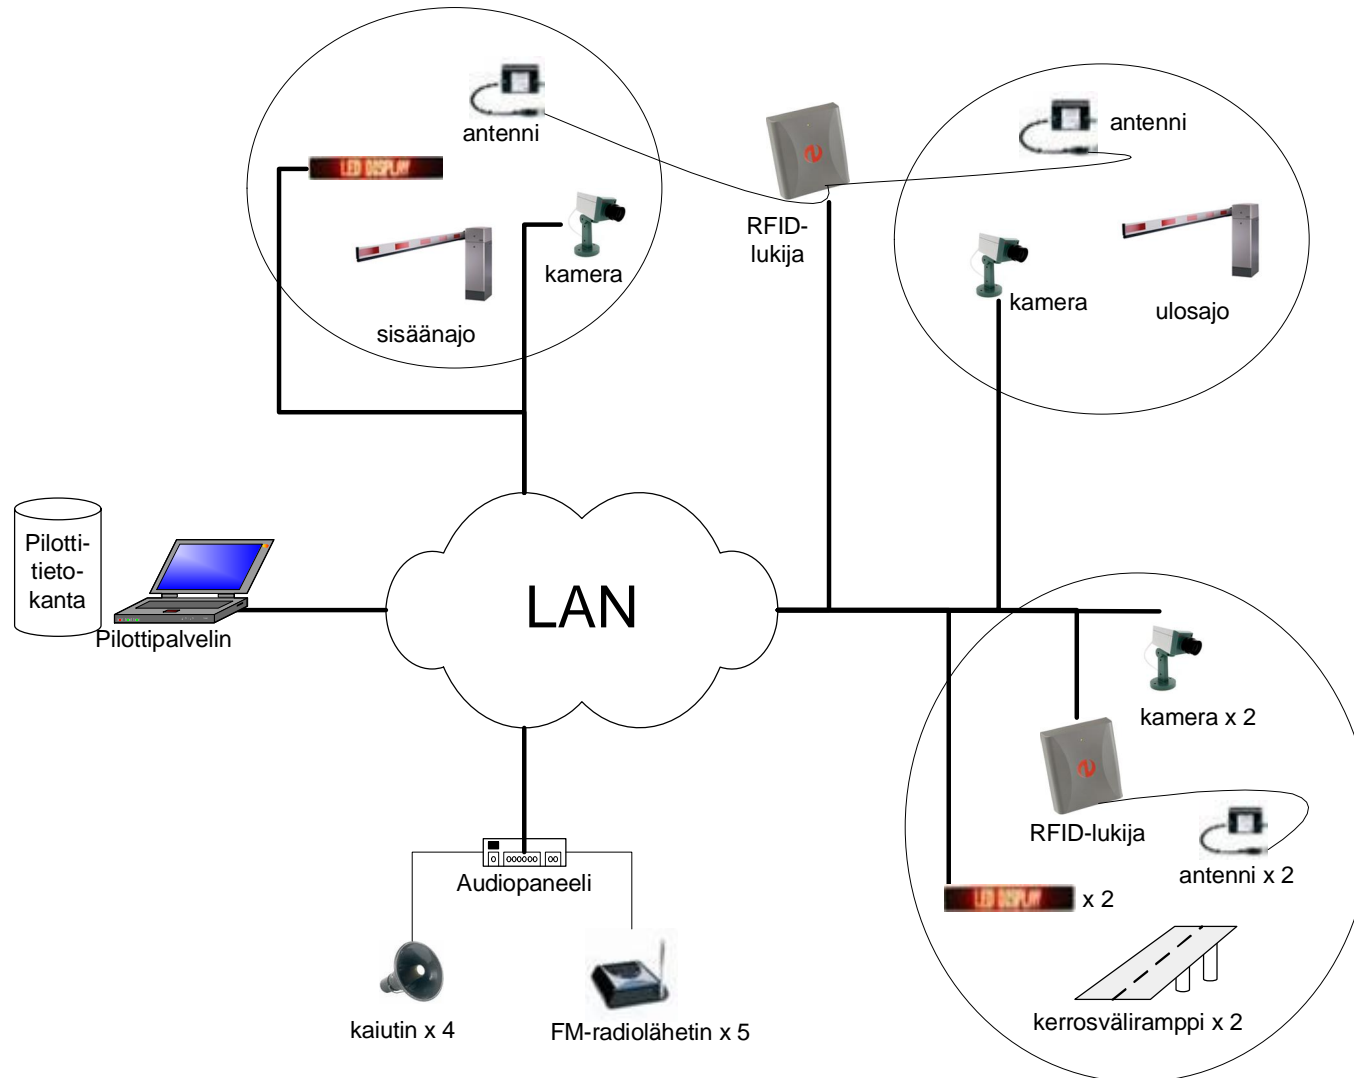 antenni
LED DISPLAY
kamera
sisäänajo
RFID-
lukija
antenni
kamera
ulosajo
Pilotti-
tieto-
kanta
Pilottipalvelin
LAN
kamera x 2
RFID-lukija
antenni x 2
LED DISPLAY x 2
kerrosväliramppi x 2
Audiopaneeli
kaiutin x 4
FM-radiolähetin x 5